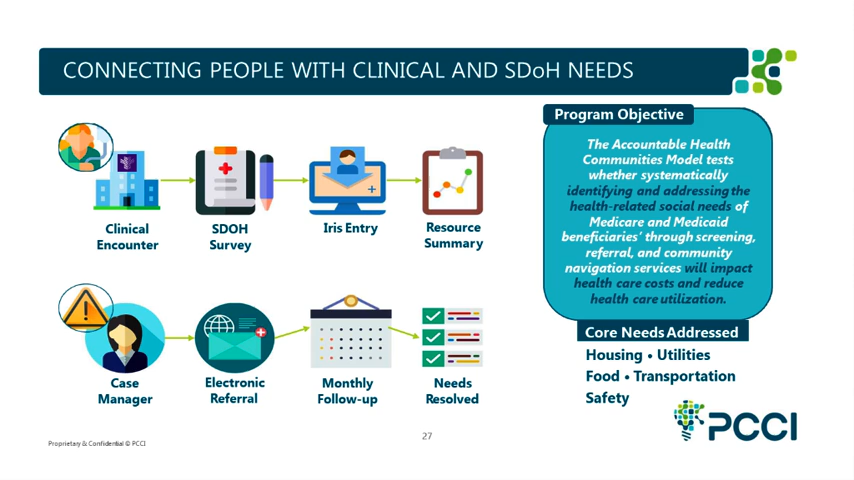 CONNECTING PEOPLE WITH CLINICAL AND SDoH NEEDS
Clinical
Encounter
SDOH
Survey
Iris Entry
Resource
Summary
Case
Manager
Electronic
Referral
Monthly
Follow-up
Needs
Resolved
Program Objective
The Accountable Health
Communities Model tests
whether systematically
identifying and addressing the
health-related social needs of
Medicare and Medicaid
beneficiaries’ through screening,
referral, and community
navigation services will impact
health care costs and reduce
health care utilization.
Core Needs Addressed
Housing • Utilities
Food • Transportation
Safety
PCCI
Proprietary & Confidential © PCCI
27